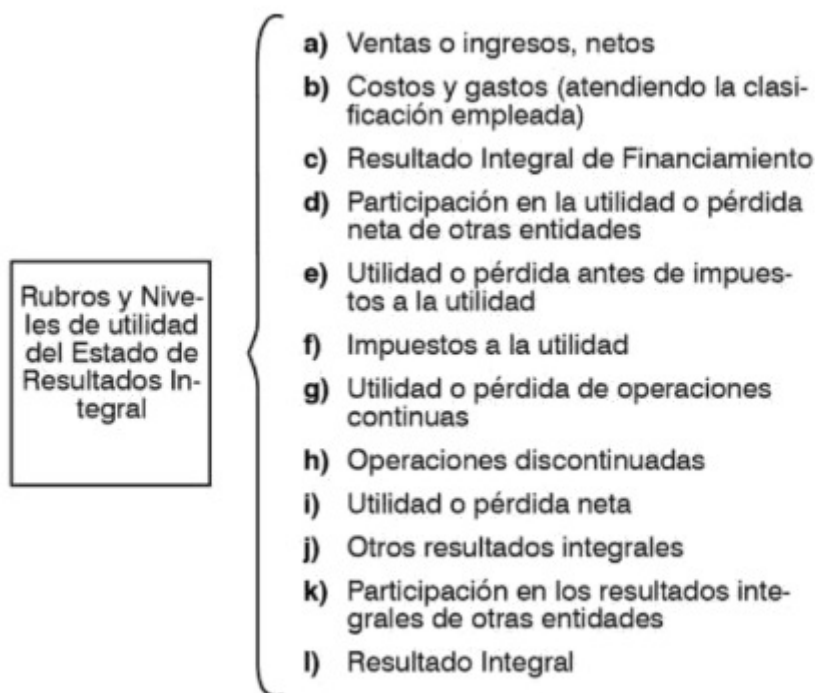 Rubros y Nive-
les de utilidad
del Estado de
Resultados In-
tegral
a) Ventas o ingresos, netos
b) Costos y gastos (atendiendo la clasi-
ficación empleada)
c) Resultado Integral de Financiamiento
d) Participación en la utilidad o pérdida
neta de otras entidades
e) Utilidad o pérdida antes de impues-
tos a la utilidad
f) Impuestos a la utilidad
g) Utilidad o pérdida de operaciones
continuas
h) Operaciones discontinuadas
i) Utilidad o pérdida neta
j) Otros resultados integrales
k) Participación en los resultados inte-
grales de otras entidades
l) Resultado Integral